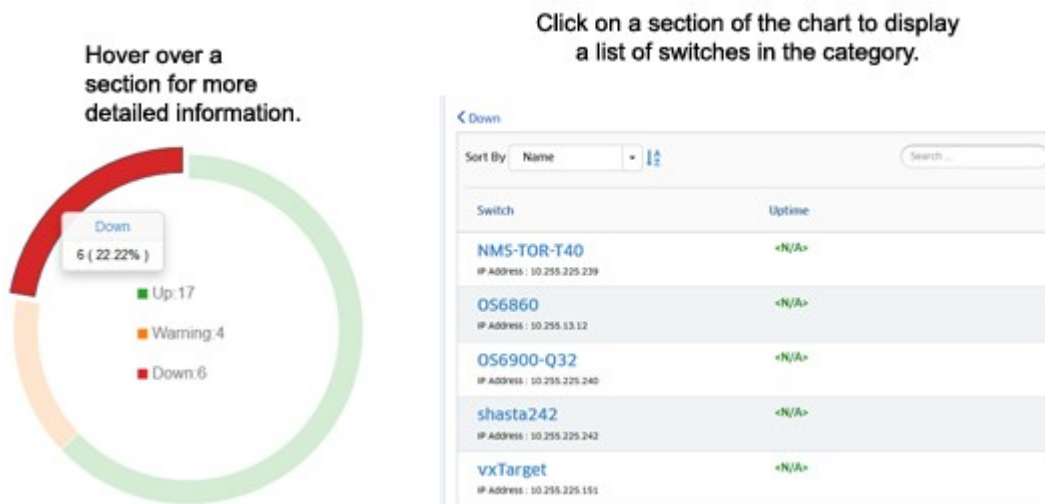 Click on a section of the chart to display
a list of switches in the category.
Hover over a
section for more
detailed information.
Down
6 ( 22.22% )
Up:17
Warning:4
Down:6
Down
Sort By Name
Search ...
Switch Uptime
NMS-TOR-T40 <N/A>
IP Address : 10.255.225.239
OS6860 <N/A>
IP Address : 10.255.13.12
OS6900-Q32 <N/A>
IP Address : 10.255.225.240
shasta242 <N/A>
IP Address : 10.255.225.242
vxTarget <N/A>
IP Address : 10.255.225.151